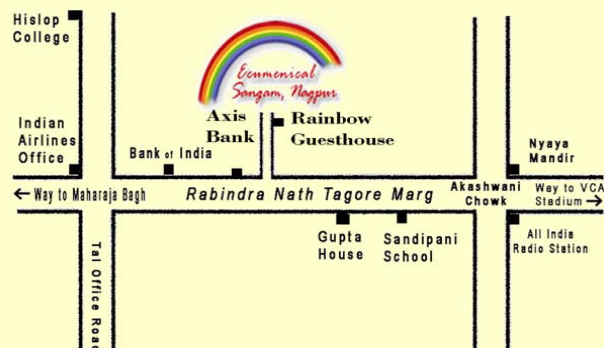 Hislop
College
Ecumenical
Sangam, Nagpur
Axis
Bank
Rainbow
Guesthouse
Indian
Airlines
Office
Bank of India
Nyaya
Mandir
← Way to Maharaja Bagh
Rabindra Nath Tagore Marg
Akashwani
Chowk
Way to VCA
Stadium →
Gupta
House
Sandipani
School
All India
Radio Station
Tal Office Road